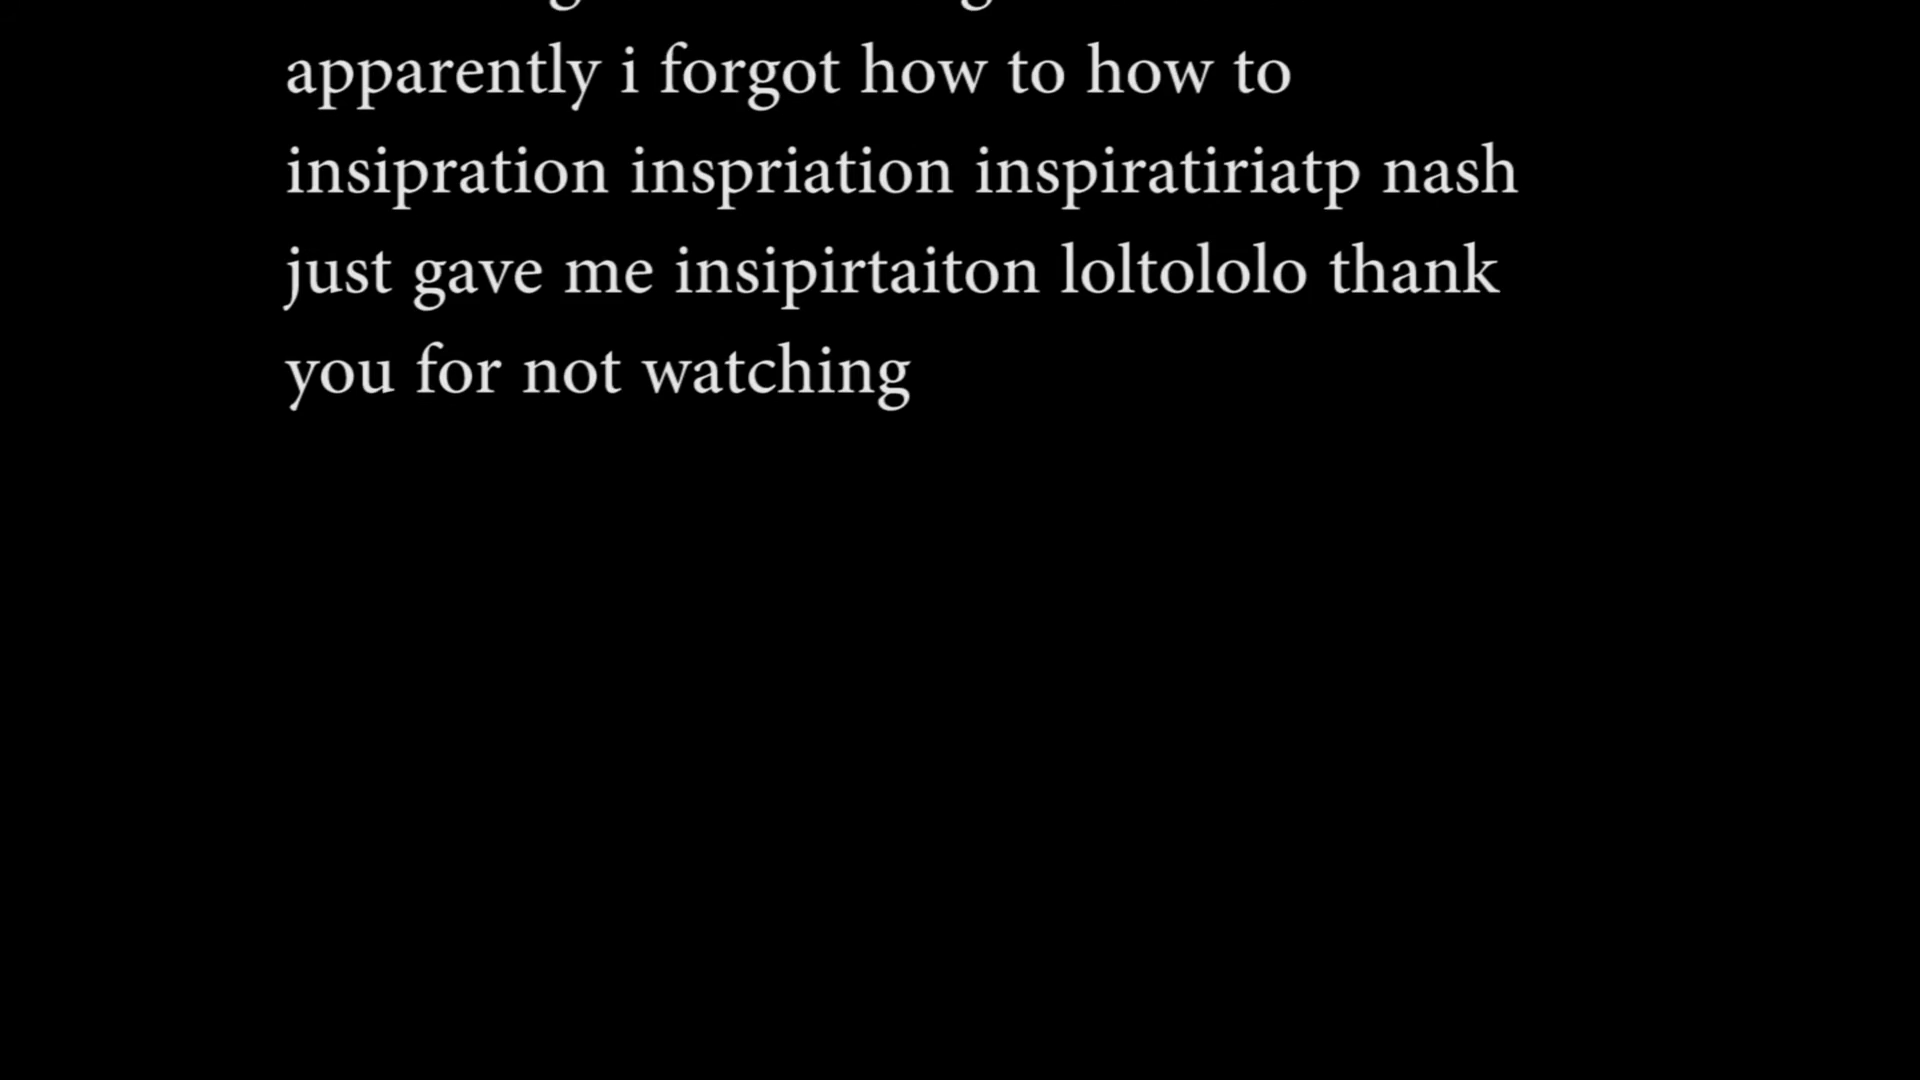 apparently i forgot how to how to
insipration inspriation inspiratiriatp nash
just gave me insipirtaiton loltololo thank
you for not watching